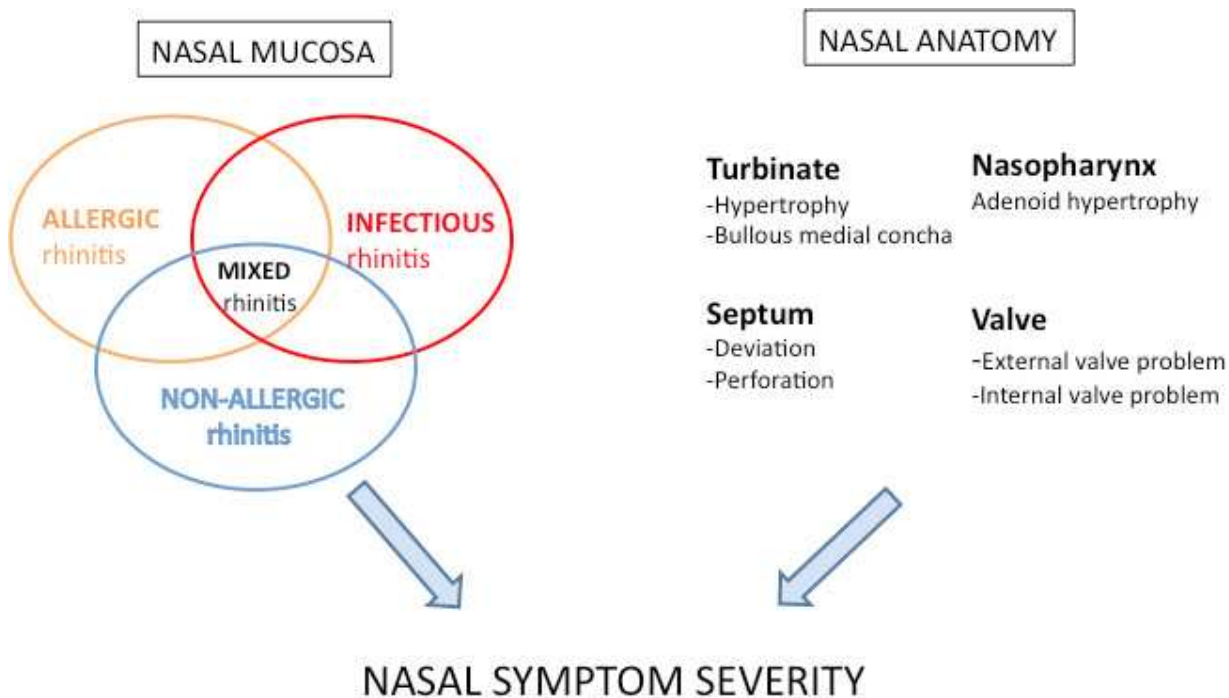 NASAL MUCOSA
ALLERGIC
rhinitis
INFECTIOUS
rhinitis
MIXED
rhinitis
NON-ALLERGIC
rhinitis
NASAL ANATOMY
Turbinate
-Hypertrophy
-Bullous medial concha
Nasopharynx
Adenoid hypertrophy
Septum
-Deviation
-Perforation
Valve
-External valve problem
-Internal valve problem
NASAL SYMPTOM SEVERITY